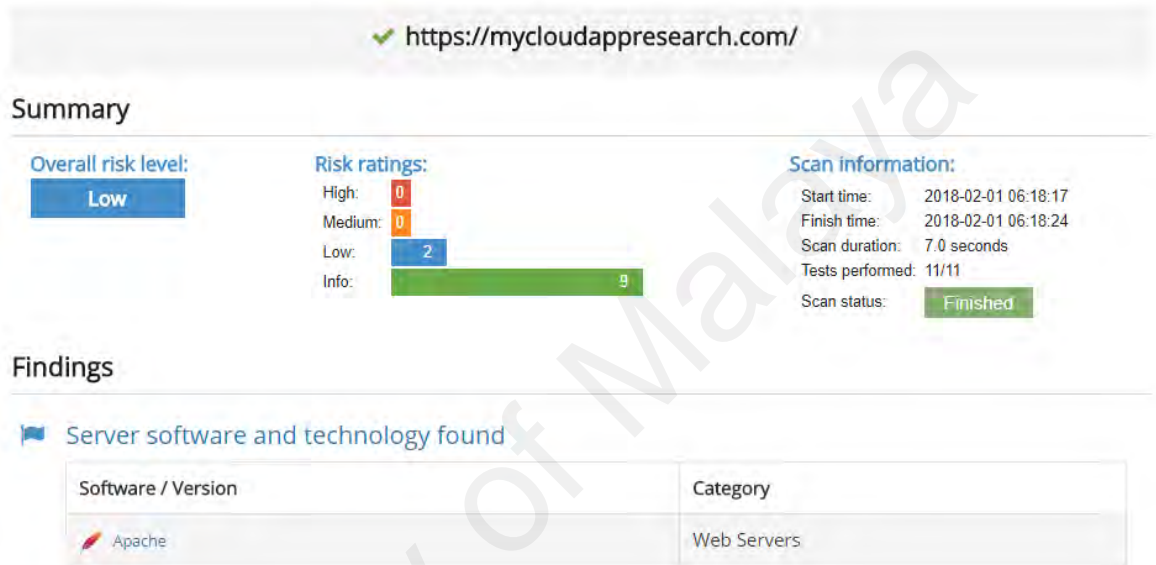 https://mycloudappresearch.com/
Summary
Overall risk level:
Low
Risk ratings:
High: 0
Medium: 0
Low: 2
Info: 9
Scan information:
Start time: 2018-02-01 06:18:17
Finish time: 2018-02-01 06:18:24
Scan duration: 7.0 seconds
Tests performed: 11/11
Scan status: Finished
Findings
Server software and technology found
Software / Version Category
Apache Web Servers
of Malaya